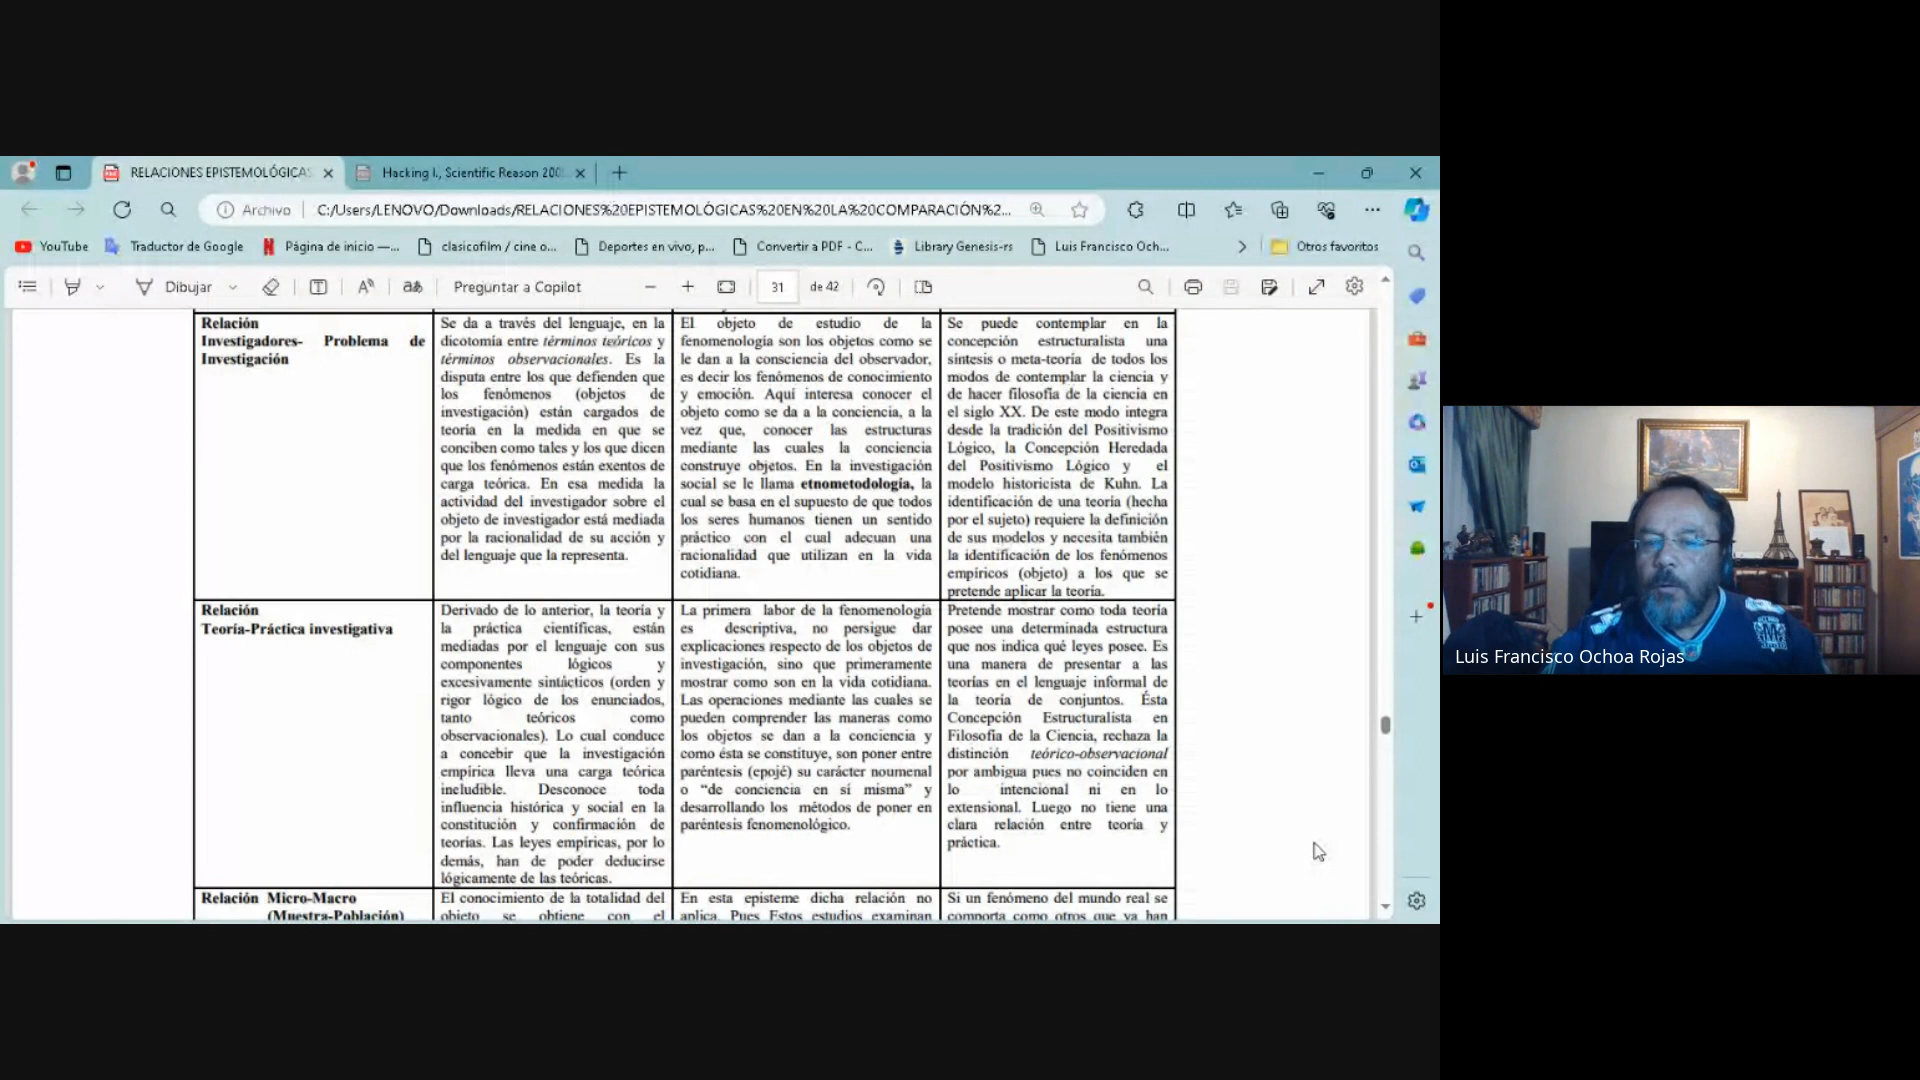 RELACIONES EPISTEMOLÓGICAS
Hacking I., Scientific Reason 200
Archivo
C:/Users/LENOVO/Downloads/RELACIONES%20EPISTEMOLÓGICAS%20EN%20LA%20COMPARACIÓN%2...
YouTube
Traductor de Google
Página de inicio —...
clasicofilm / cine o...
Deportes en vivo, p...
Convertir a PDF - C...
Library Genesis-rs
Luis Francisco Och...
Otros favoritos
Dibujar
Preguntar a Copilot
31
de 42
Relación
Investigadores- Problema de
Investigación
Se da a través del lenguaje, en la
dicotomía entre términos teóricos y
términos observacionales. Es la
disputa entre los que defienden que
los fenómenos (objetos de
investigación) están cargados de
teoría en la medida en que se
conciben como tales y los que dicen
que los fenómenos están exentos de
carga teórica. En esa medida la
actividad del investigador sobre el
objeto de investigador está mediada
por la racionalidad de su acción y
del lenguaje que la representa.
El objeto de estudio de la
fenomenología son los objetos como se
le dan a la consciencia del observador,
es decir los fenómenos de conocimiento
y emoción. Aquí interesa conocer el
objeto como se da a la conciencia, a la
vez que, conocer las estructuras
mediante las cuales la conciencia
construye objetos. En la investigación
social se le llama etnometodología, la
cual se basa en el supuesto de que todos
los seres humanos tienen un sentido
práctico con el cual adecuan una
racionalidad que utilizan en la vida
cotidiana.
Se puede contemplar en la
concepción estructuralista una
síntesis o meta-teoría de todos los
modos de contemplar la ciencia y
de hacer filosofía de la ciencia en
el siglo XX. De este modo integra
desde la tradición del Positivismo
Lógico, la Concepción Heredada
del Positivismo Lógico y el
modelo historicista de Kuhn. La
identificación de una teoría (hecha
por el sujeto) requiere la definición
de sus modelos y necesita también
la identificación de los fenómenos
empíricos (objeto) a los que se
pretende aplicar la teoría.
Relación
Teoría-Práctica investigativa
Derivado de lo anterior, la teoría y
la práctica científicas, están
mediadas por el lenguaje con sus
componentes lógicos y
excesivamente sintácticos (orden y
rigor lógico de los enunciados,
tanto teóricos como
observacionales). Lo cual conduce
a concebir que la investigación
empírica lleva una carga teórica
ineludible. Desconoce toda
influencia histórica y social en la
constitución y confirmación de
teorías. Las leyes empíricas, por lo
demás, han de poder deducirse
lógicamente de las teóricas.
La primera labor de la fenomenología
es descriptiva, no persigue dar
explicaciones respecto de los objetos de
investigación, sino que primeramente
mostrar como son en la vida cotidiana.
Las operaciones mediante las cuales se
pueden comprender las maneras como
los objetos se dan a la conciencia y
como ésta se constituye, son poner entre
paréntesis (epojé) su carácter noumenal
o “de conciencia en sí misma” y
desarrollando los métodos de poner en
paréntesis fenomenológico.
Pretende mostrar como toda teoría
posee una determinada estructura
que nos indica qué leyes posee. Es
una manera de presentar a las
teorías en el lenguaje informal de
la teoría de conjuntos. Ésta
Concepción Estructuralista en
Filosofía de la Ciencia, rechaza la
distinción teórico-observacional
por ambigua pues no coinciden en
lo intencional ni en lo
extensional. Luego no tiene una
clara relación entre teoría y
práctica.
Relación Micro-Macro
(Muestra-Población)
El conocimiento de la totalidad del
objeto se obtiene con el
En esta episteme dicha relación no
aplica. Pues Estos estudios examinan
Si un fenómeno del mundo real se
comporta como otros que ya han
Luis Francisco Ochoa Rojas